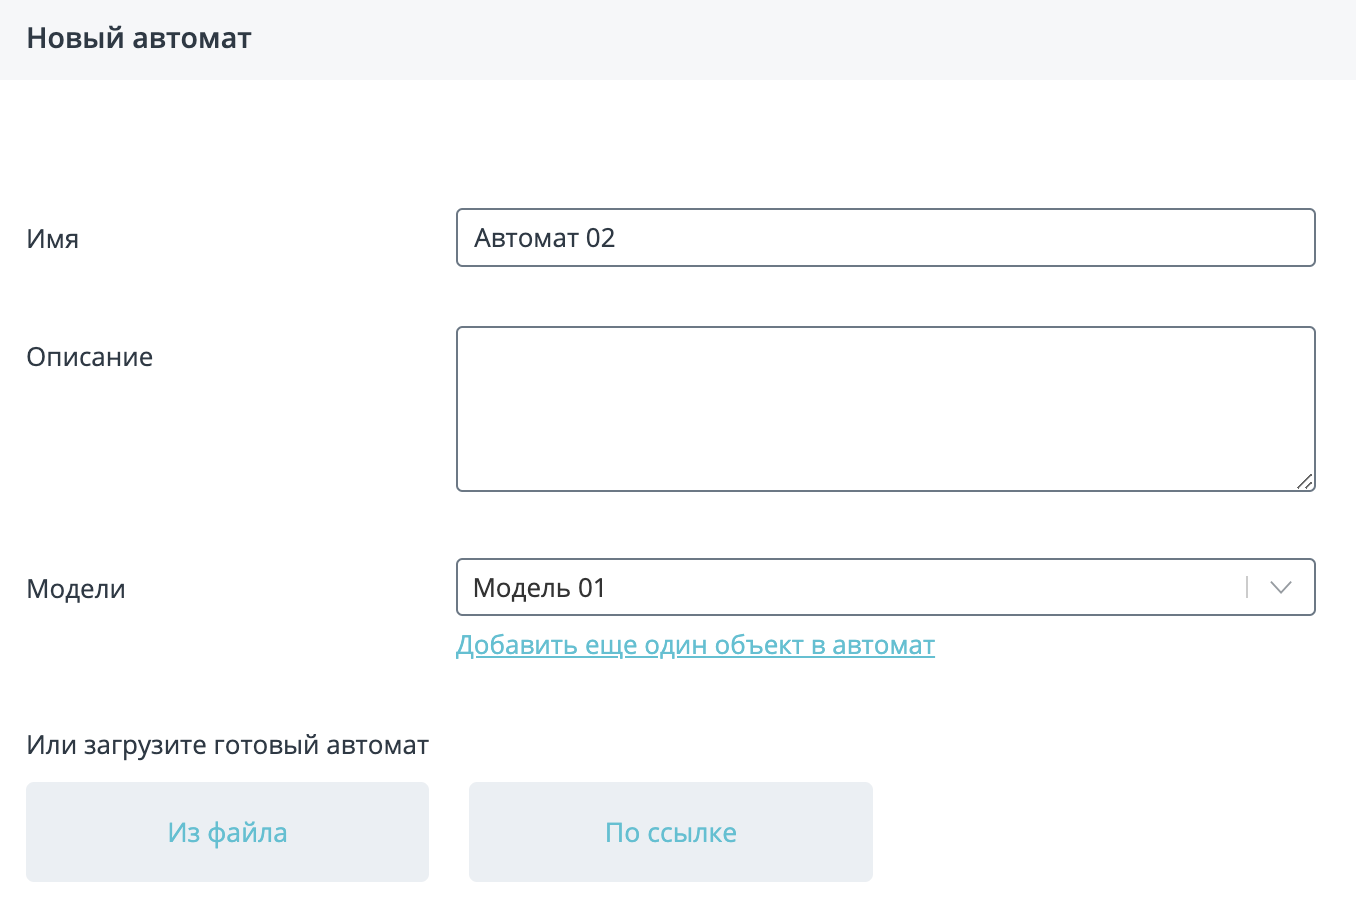 Новый автомат
Имя
Автомат 02
Описание
Модели
Модель 01
Добавить еще один объект в автомат
Или загрузите готовый автомат
Из файла
По ссылке